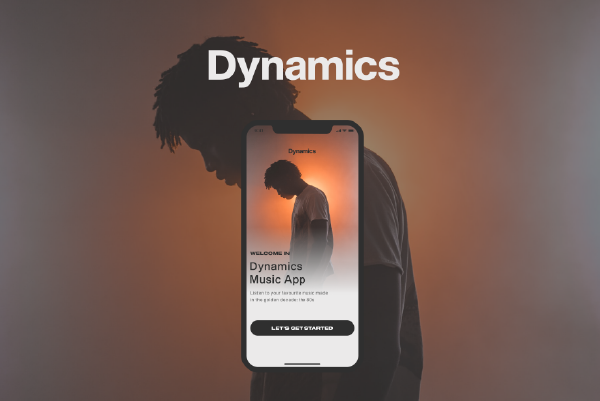 Dynamics
Dynamics
WELCOME IN
Dynamics
Music App
Listen to your favourite music made
in the golden decade: the 80s
LET'S GET STARTED